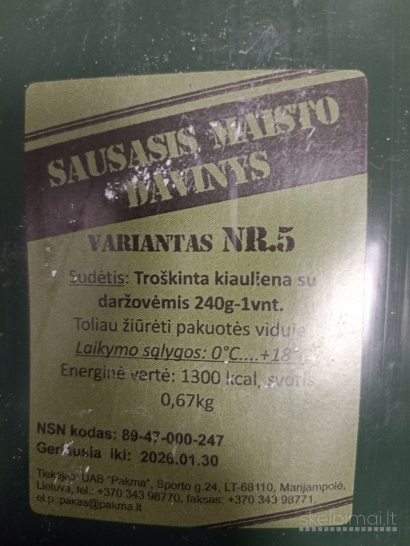 SAUSASIS MAISTO
DAVINYS
VARIANTAS NR.5
Sudėtis: Troškinta kiauliena su
daržovėmis 240g-1vnt.
Toliau žiūrėti pakuotės viduje
Laikymo sąlygos: 0°C....+18
Energinė vertė: 1300 kcal, svoris
0,67kg
NSN kodas: 89-47-000-247
Geriausia iki: 2026.01.30
Tiekėjas: UAB "Pakma", Sporto g.24, LT-68110, Marijampolė,
Lietuva, tel.: +370 343 98770, faksas: +370 343 98771,
el.p. pakas@pakma.lt
skelbimai.lt